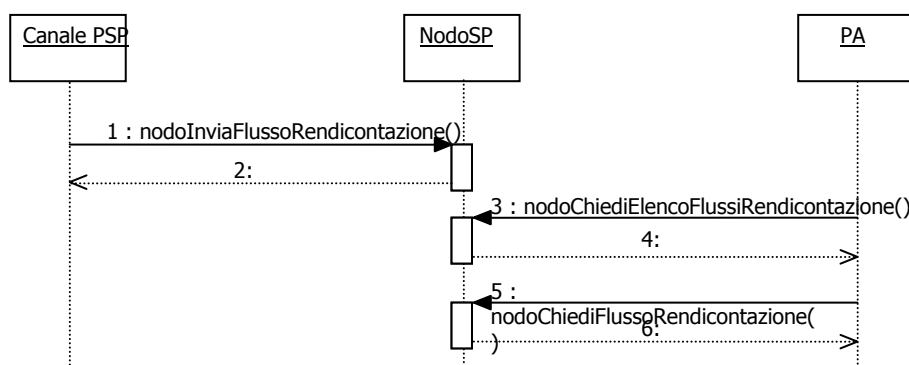 Canale PSP
NodoSP
PA
1 : nodoInviaFlussoRendicontazione()
2:
3 : nodoChiediElencoFlussiRendicontazione()
4:
5 :
nodoChiediFlussoRendicontazione(
)
6: